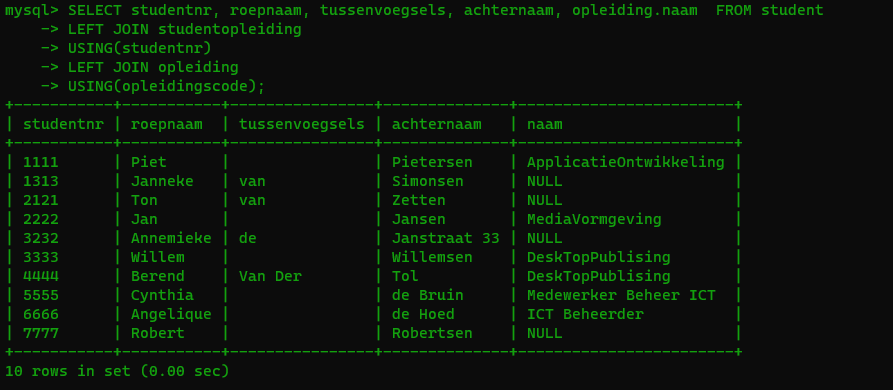 mysql> SELECT studentnr, roepnaam, tussenvoegsels, achternaam, opleiding.naam  FROM student
    -> LEFT JOIN studentopleiding
    -> USING(studentnr)
    -> LEFT JOIN opleiding
    -> USING(opleidingscode);
+-----------+-----------+----------------+--------------+------------------------+
| studentnr | roepnaam  | tussenvoegsels | achternaam   | naam                   |
+-----------+-----------+----------------+--------------+------------------------+
| 1111      | Piet      |                | Pietersen    | ApplicatieOntwikkeling |
| 1313      | Janneke   | van            | Simonsen     | NULL                   |
| 2121      | Ton       | van            | Zetten       | NULL                   |
| 2222      | Jan       |                | Jansen       | MediaVormgeving        |
| 3232      | Annemieke | de             | Janstraat 33 | NULL                   |
| 3333      | Willem    |                | Willemsen    | DeskTopPublising       |
| 4444      | Berend    | Van Der        | Tol          | DeskTopPublising       |
| 5555      | Cynthia   |                | de Bruin     | Medewerker Beheer ICT  |
| 6666      | Angelique |                | de Hoed      | ICT Beheerder          |
| 7777      | Robert    |                | Robertsen    | NULL                   |
+-----------+-----------+----------------+--------------+------------------------+
10 rows in set (0.00 sec)